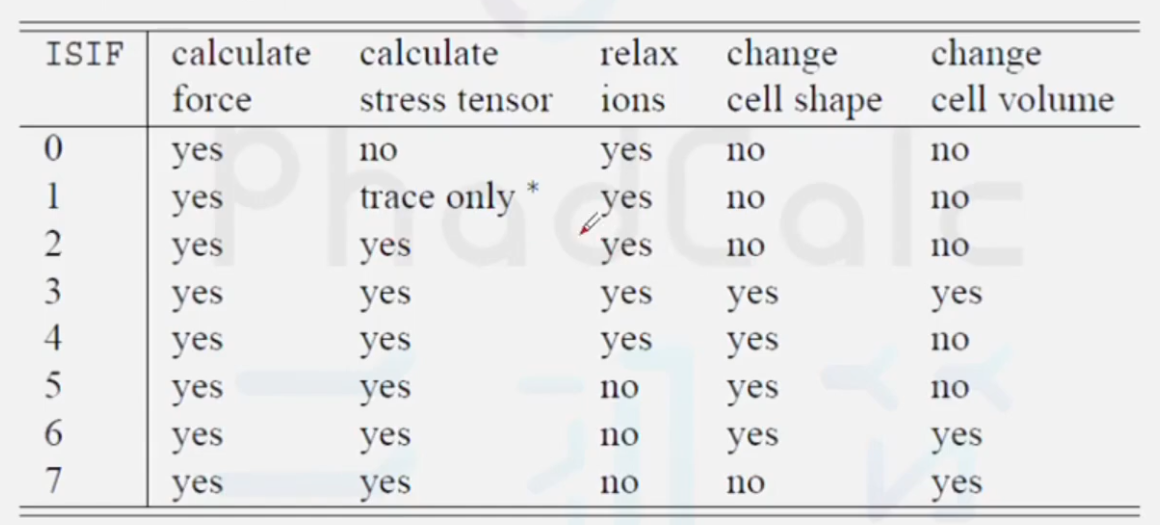 ISIF calculate calculate relax change change
force stress tensor ions cell shape cell volume
0 yes no yes no no
1 yes trace only * yes no no
2 yes yes yes no no
3 yes yes yes yes yes
4 yes yes yes yes no
5 yes yes no yes no
6 yes yes no yes yes
7 yes yes no no yes
PhadCalc